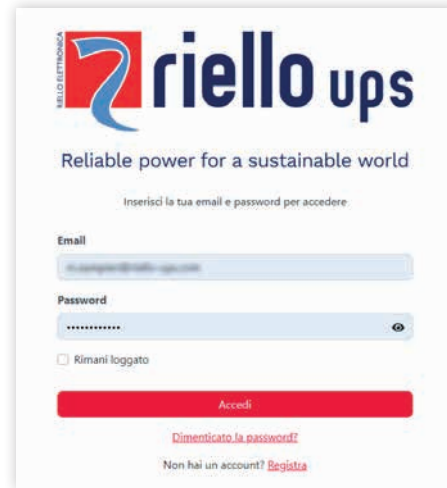 RIELLO ELETTRONICA
riello ups
Reliable power for a sustainable world
Inserisci la tua email e password per accedere
Email
Password
••••••••••••
Rimani loggato
Accedi
Dimenticato la password?
Non hai un account? Registra